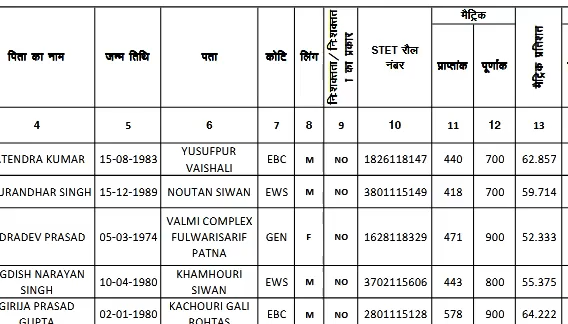 मैट्रिक
पिता का नाम जन्म तिथि पता कोटि लिंग निःशक्तता/ निःशक्तत
ा का प्रकार STET रौल
नंबर प्राप्तांक पूर्णांक मैट्रिक प्रतिशत
4 5 6 7 8 9 10 11 12 13
TENDRA KUMAR 15-08-1983 YUSUFPUR
VAISHALI EBC M NO 1826118147 440 700 62.857
URANDHAR SINGH 15-12-1989 NOUTAN SIWAN EWS M NO 3801115149 418 700 59.714
DRADEV PRASAD 05-03-1974 VALMI COMPLEX
FULWARISARIF
PATNA GEN F NO 1628118329 471 900 52.333
GDISH NARAYAN
SINGH 10-04-1980 KHAMHOURI
SIWAN EWS M NO 3702115606 443 800 55.375
GIRIJA PRASAD
GUPTA 02-01-1980 KACHOURI GALI
ROHTAS EBC M NO 2801115128 578 900 64.222